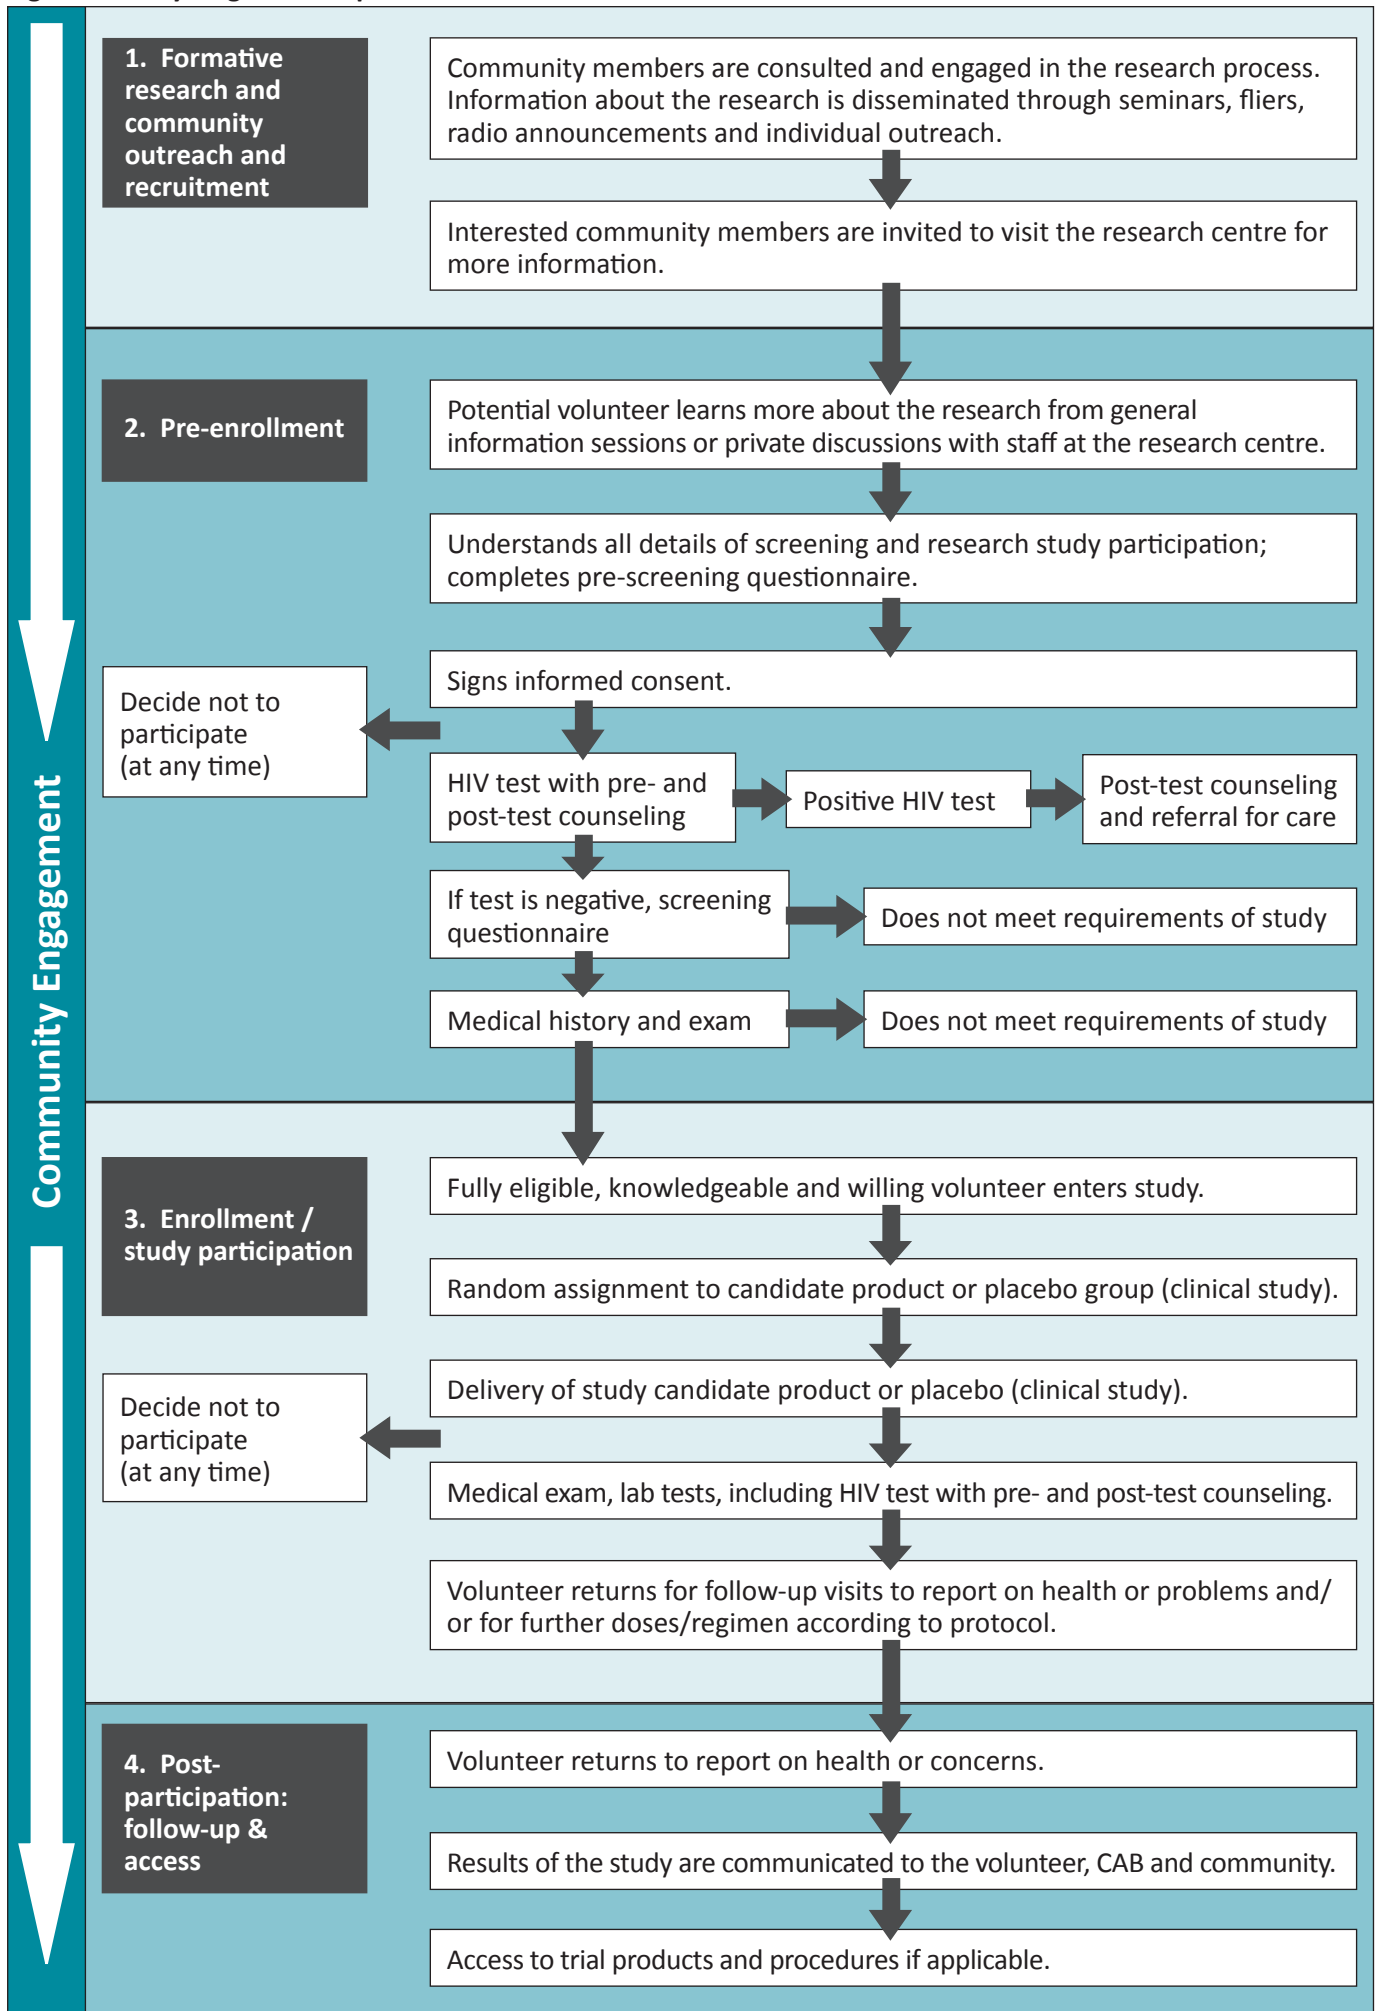 1. Formative
research and
community
outreach and
recruitment
Community members are consulted and engaged in the research process.
Information about the research is disseminated through seminars, fliers,
radio announcements and individual outreach.
Interested community members are invited to visit the research centre for
more information.
2. Pre-enrollment
Potential volunteer learns more about the research from general
information sessions or private discussions with staff at the research centre.
Understands all details of screening and research study participation;
completes pre-screening questionnaire.
Signs informed consent.
Decide not to
participate
(at any time)
HIV test with pre- and
post-test counseling
Positive HIV test
Post-test counseling
and referral for care
If test is negative, screening
questionnaire
Does not meet requirements of study
Medical history and exam
Does not meet requirements of study
Community Engagement
3. Enrollment /
study participation
Fully eligible, knowledgeable and willing volunteer enters study.
Random assignment to candidate product or placebo group (clinical study).
Delivery of study candidate product or placebo (clinical study).
Decide not to
participate
(at any time)
Medical exam, lab tests, including HIV test with pre- and post-test counseling.
Volunteer returns for follow-up visits to report on health or problems and/
or for further doses/regimen according to protocol.
4. Post-
participation:
follow-up &
access
Volunteer returns to report on health or concerns.
Results of the study are communicated to the volunteer, CAB and community.
Access to trial products and procedures if applicable.